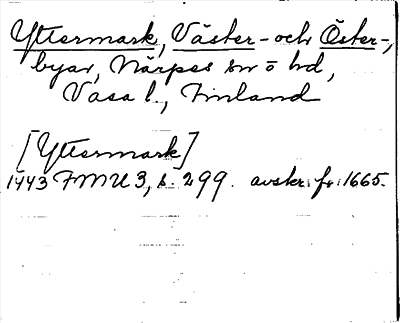 Yttermark, Väster- och Öster-,
byar, Närpes sn o hd,
Vasa l., Finland
[Yttermark]
1443 FMU 3, s. 299. avskr. fr. 1665.